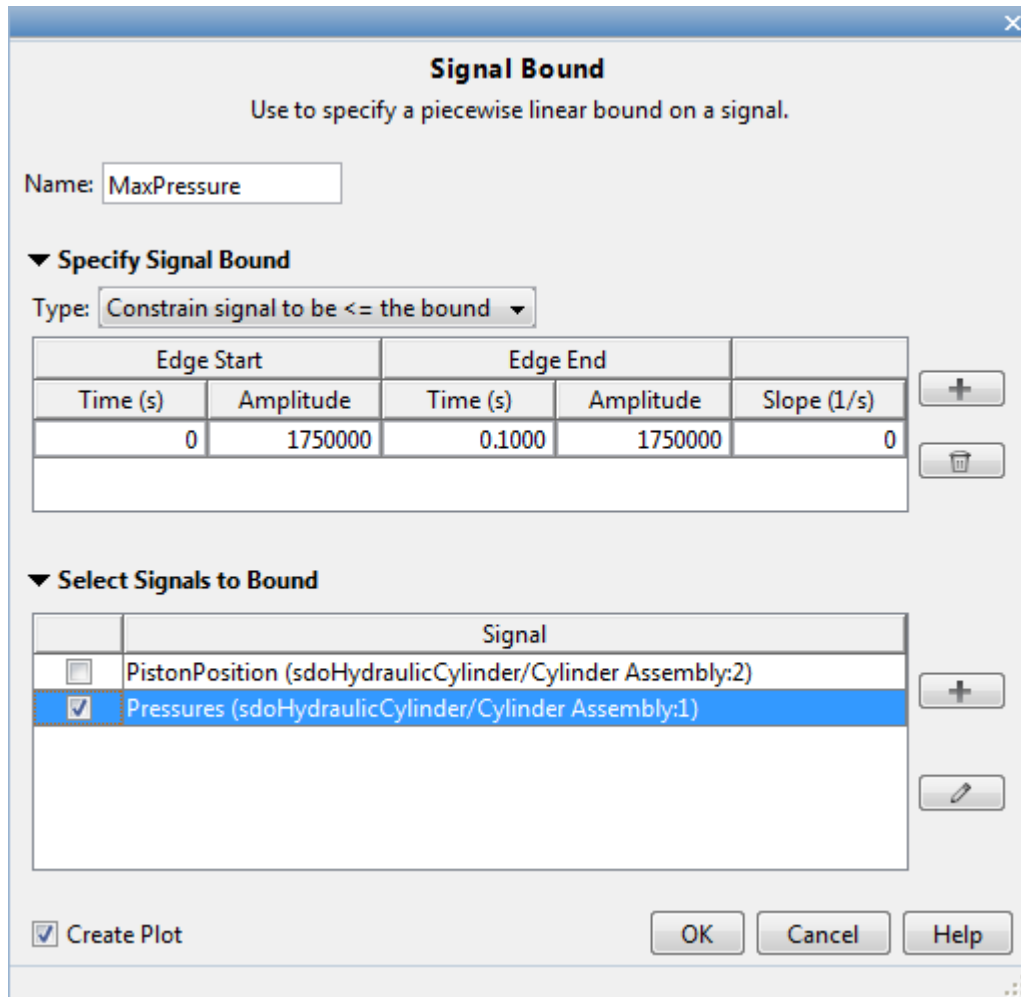 Signal Bound
Use to specify a piecewise linear bound on a signal.
Name: MaxPressure
Specify Signal Bound
Type: Constrain signal to be <= the bound
Edge Start Edge End
Time (s) Amplitude Time (s) Amplitude Slope (1/s)
0 1750000 0.1000 1750000 0
Select Signals to Bound
Signal
PistonPosition (sdoHydraulicCylinder/Cylinder Assembly:2)
Pressures (sdoHydraulicCylinder/Cylinder Assembly:1)
Create Plot OK Cancel Help